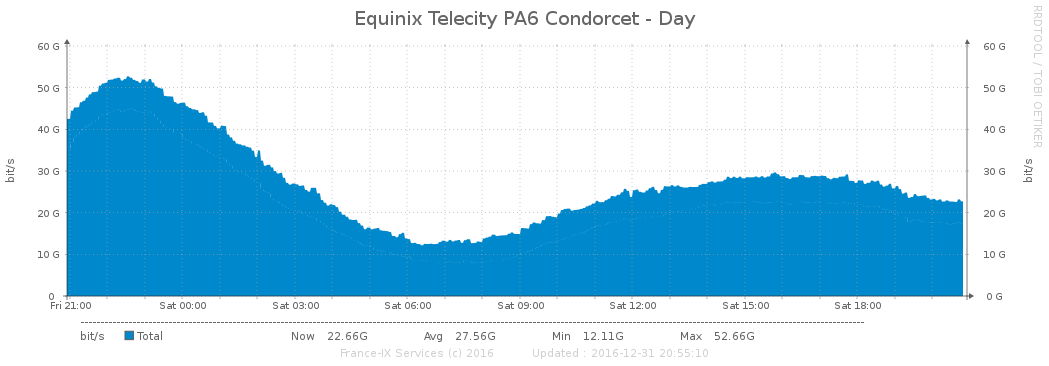 Equinix Telecity PA6 Condorcet - Day
RRDTOOL / TOBI OETIKER
bit/s
60 G 60 G
50 G 50 G
40 G 40 G
30 G 30 G
20 G 20 G
10 G 10 G
0 0 G
bit/s
Fri 21:00 Sat 00:00 Sat 03:00 Sat 06:00 Sat 09:00 Sat 12:00 Sat 15:00 Sat 18:00
bit/s Total Now 22.66G Avg 27.56G Min 12.11G Max 52.66G
France-IX Services (c) 2016 Updated : 2016-12-31 20:55:10